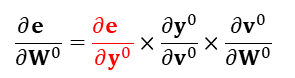 ∂e/∂W⁰ = ∂e/∂y⁰ × ∂y⁰/∂v⁰ × ∂v⁰/∂W⁰